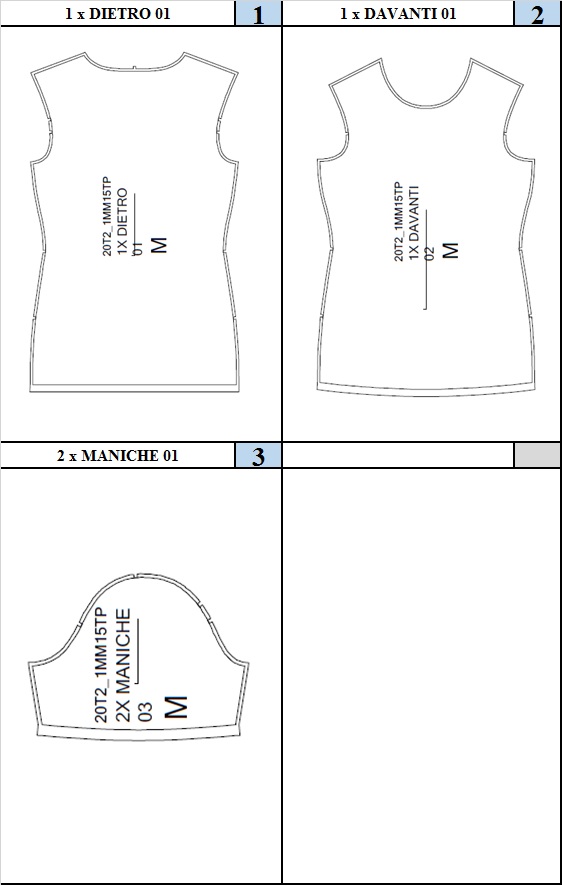 1 x DIETRO 01
1
1 x DAVANTI 01
2
20T2_1MM15TP
1X DIETRO
01
M
20T2_1MM15TP
1X DAVANTI
02
M
2 x MANICHE 01
3
20T2_1MM15TP
2X MANICHE
03
M